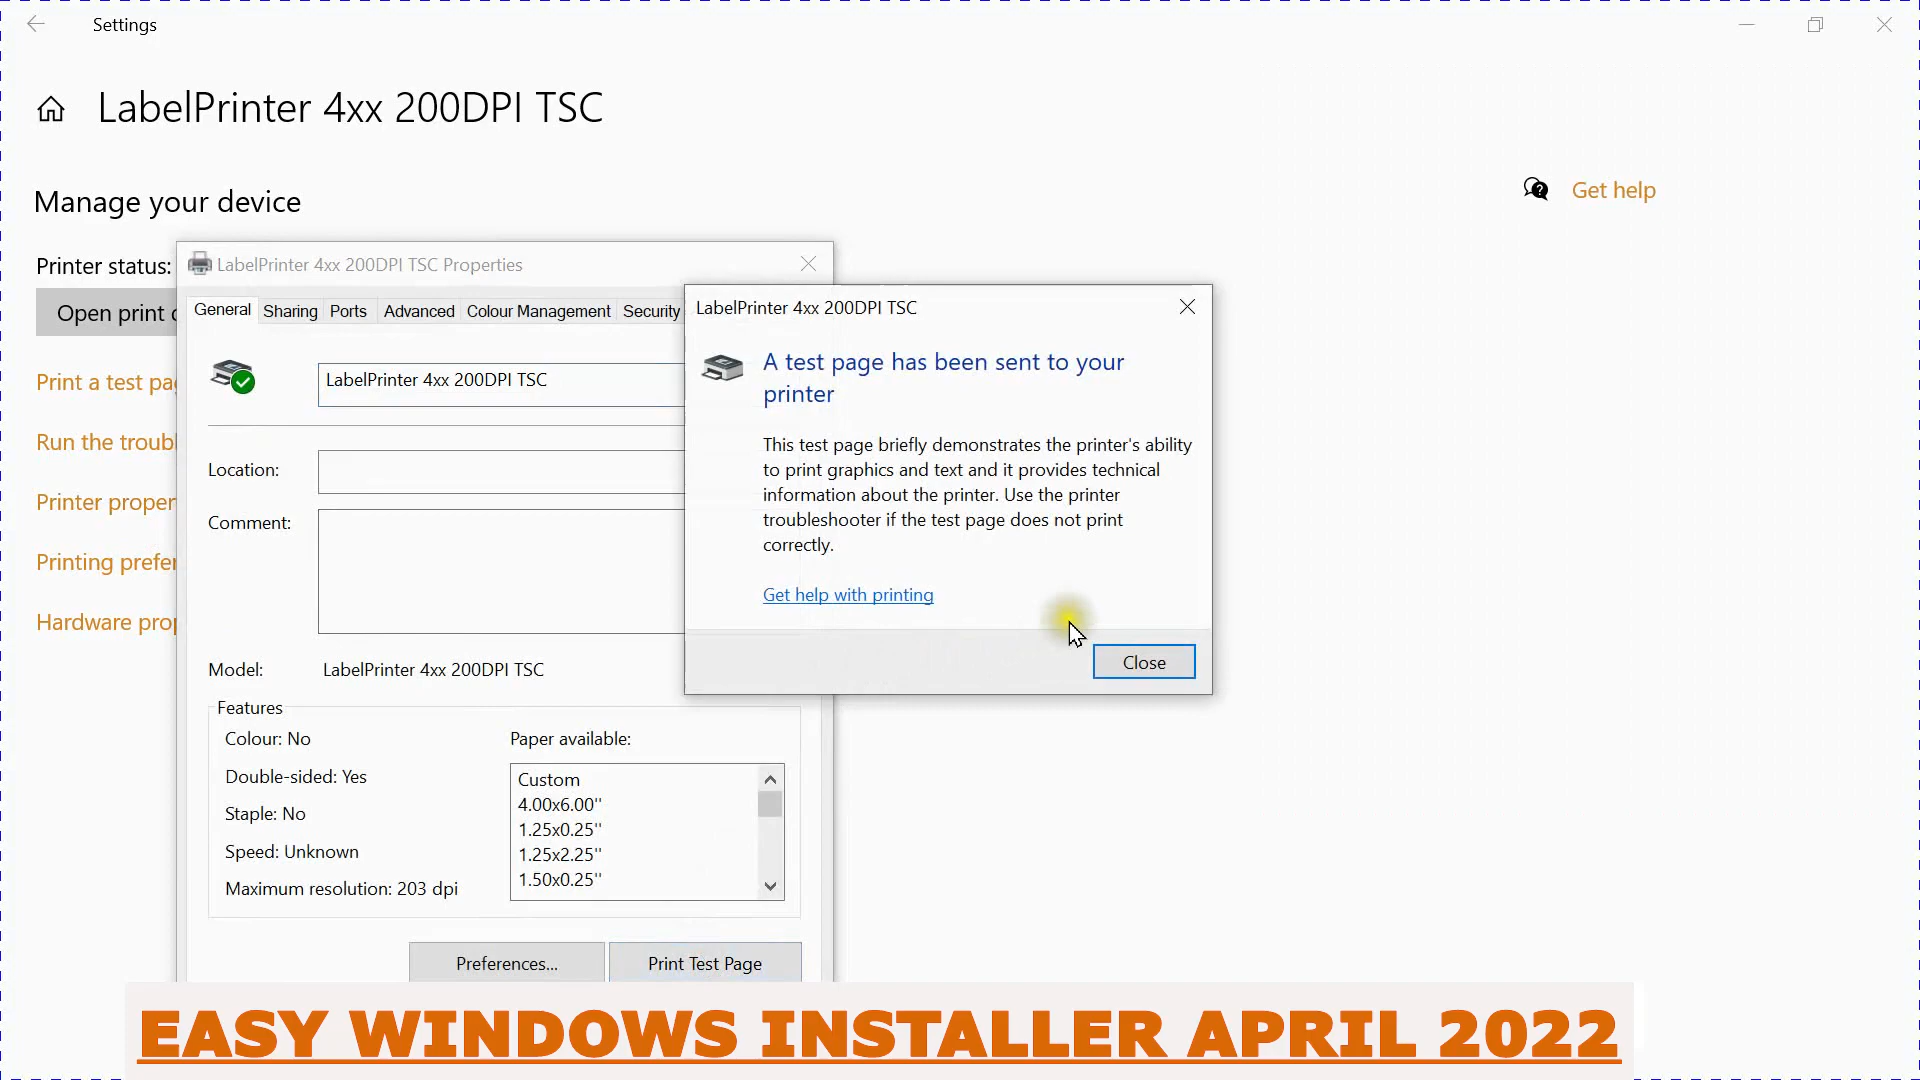 Settings
LabelPrinter 4xx 200DPI TSC
Get help
Manage your device
Printer status:
Open print
Print a test pa
Run the troub
Printer proper
Printing prefer
Hardware prop
LabelPrinter 4xx 200DPI TSC Properties
General Sharing Ports Advanced Colour Management Security
LabelPrinter 4xx 200DPI TSC
Location:
Comment:
Model: LabelPrinter 4xx 200DPI TSC
Features
Colour: No
Double-sided: Yes
Staple: No
Speed: Unknown
Maximum resolution: 203 dpi
Paper available:
Custom
4.00x6.00''
1.25x0.25''
1.25x2.25''
1.50x0.25''
Preferences... Print Test Page
LabelPrinter 4xx 200DPI TSC
A test page has been sent to your
printer
This test page briefly demonstrates the printer's ability
to print graphics and text and it provides technical
information about the printer. Use the printer
troubleshooter if the test page does not print
correctly.
Get help with printing
Close
EASY WINDOWS INSTALLER APRIL 2022